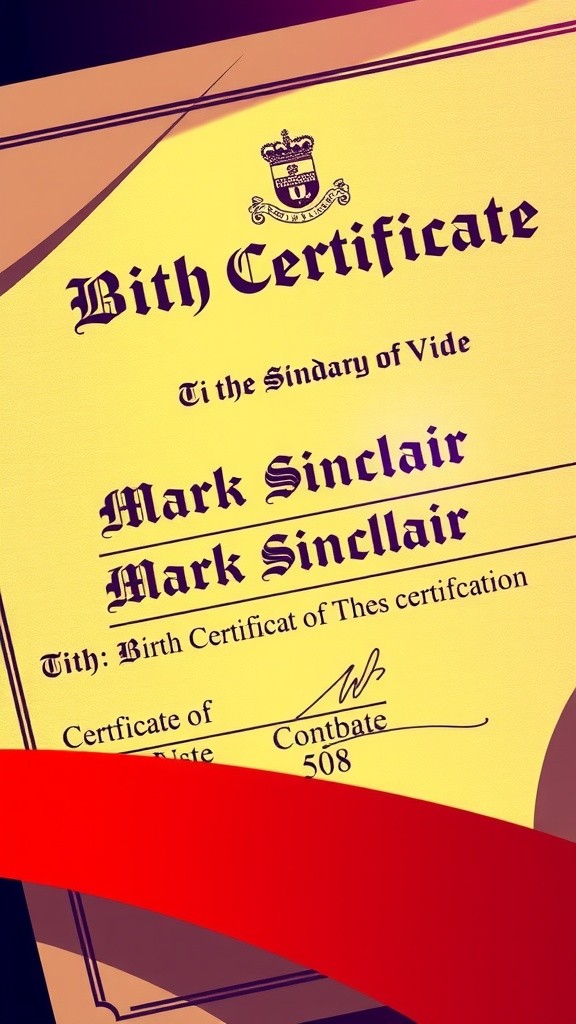 Bith Certificate
Ti the Sindary of Vide
Mark Sinclair
Mark Sincllair
Tith: Birth Certificat of Thes certifcation
Certficate of
Contbate
508